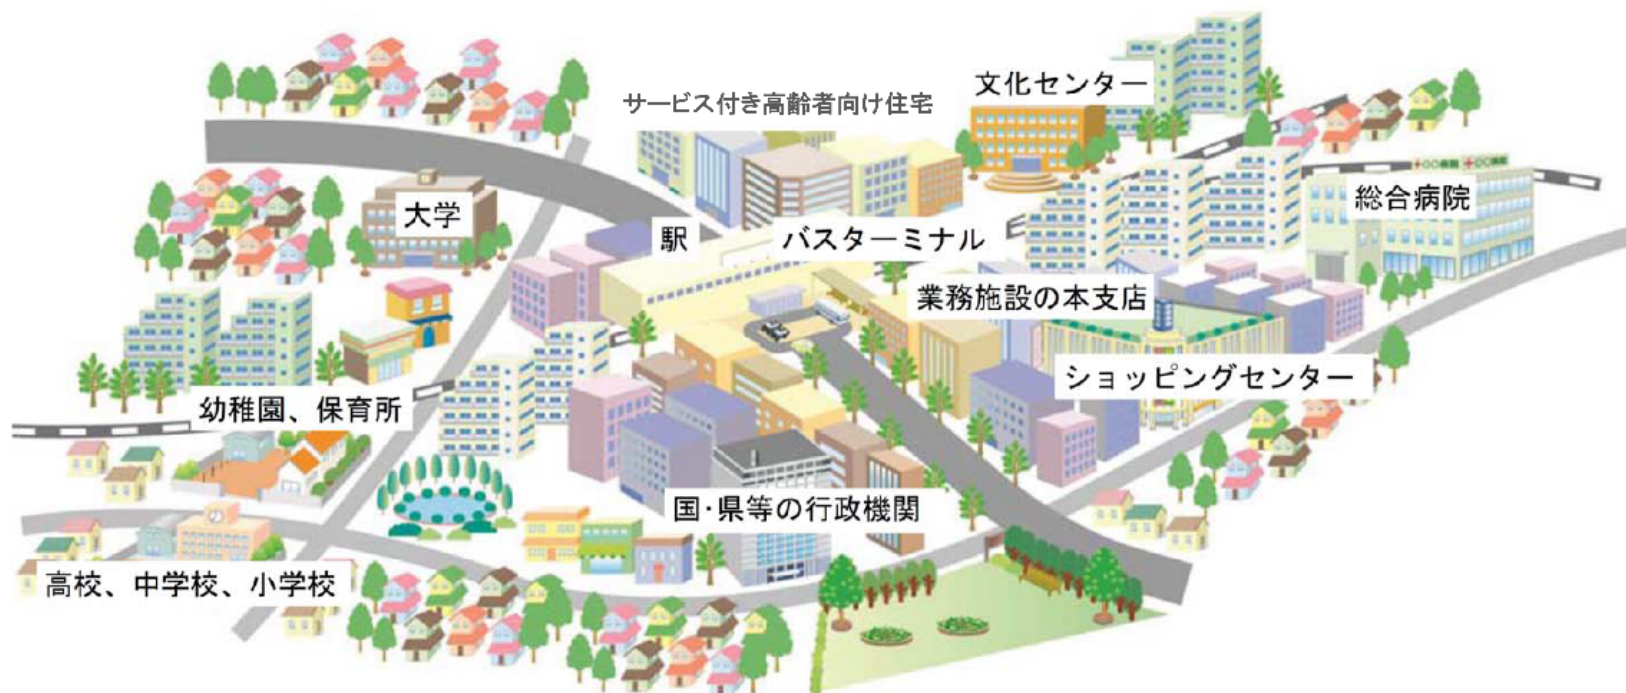 文化センター
サービス付き高齢者向け住宅
総合病院
大学
駅
バスターミナル
業務施設の本支店
ショッピングセンター
幼稚園、保育所
国・県等の行政機関
高校、中学校、小学校